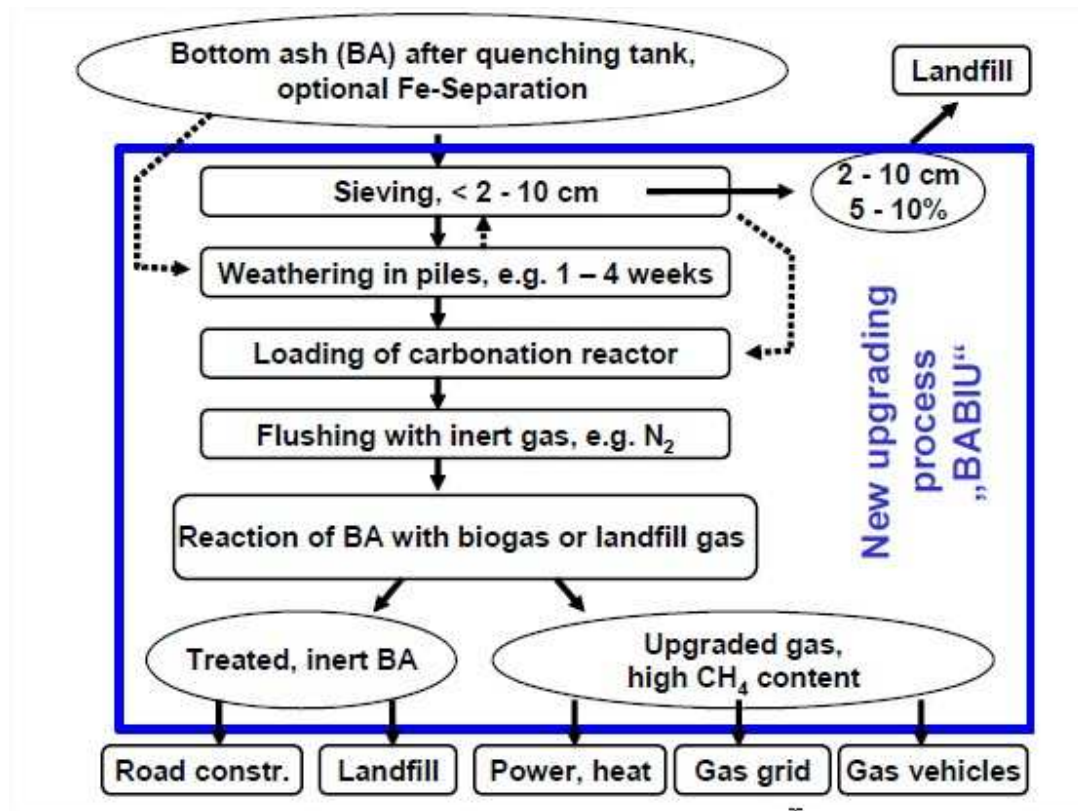 Bottom ash (BA) after quenching tank,
optional Fe-Separation
Landfill
Sieving, < 2 - 10 cm
2 - 10 cm
5 - 10%
Weathering in piles, e.g. 1 – 4 weeks
Loading of carbonation reactor
Flushing with inert gas, e.g. N₂
Reaction of BA with biogas or landfill gas
New upgrading
process
„BABIU“
Treated, inert BA
Upgraded gas,
high CH₄ content
Road constr.
Landfill
Power, heat
Gas grid
Gas vehicles